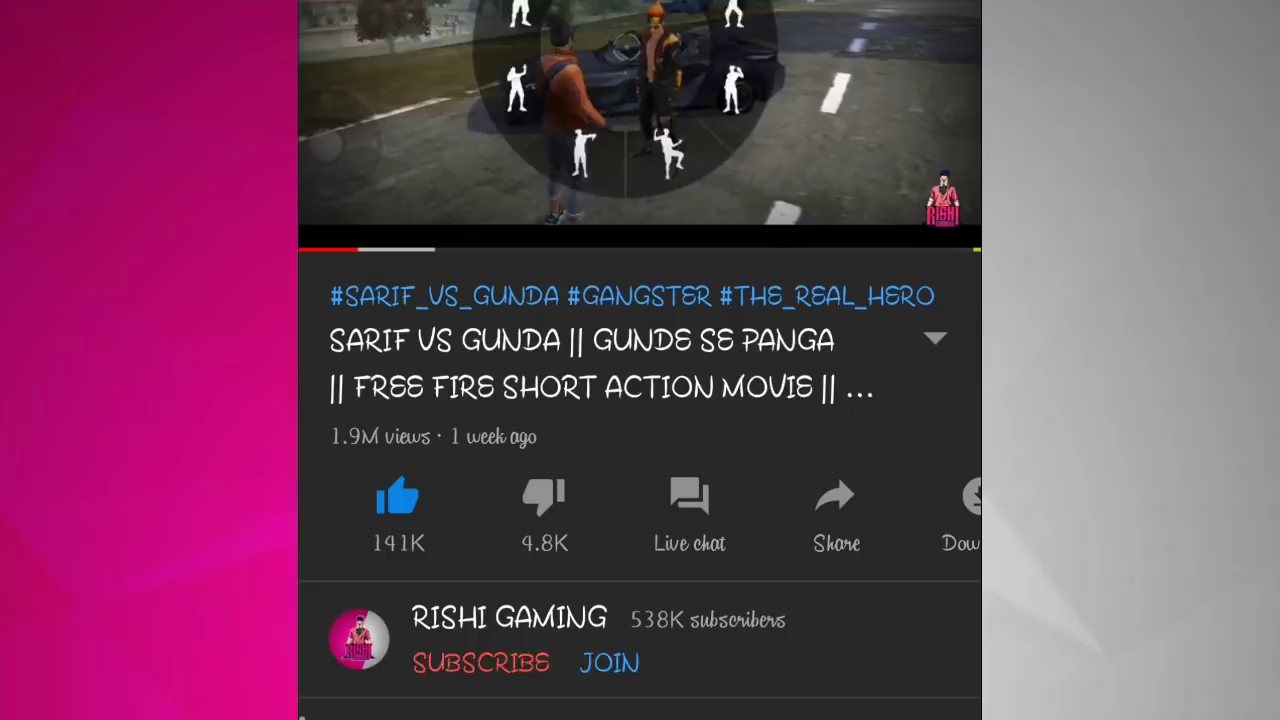 RISHI
#SARIF_VS_GUNDA #GANGSTER #THE_REAL_HERO
SARIF VS GUNDA || GUNDE SE PANGA
|| FREE FIRE SHORT ACTION MOVIE || ...
1.9M views · 1 week ago
141K 4.8K Live chat Share Dow
RISHI GAMING 538K subscribers
SUBSCRIBE JOIN